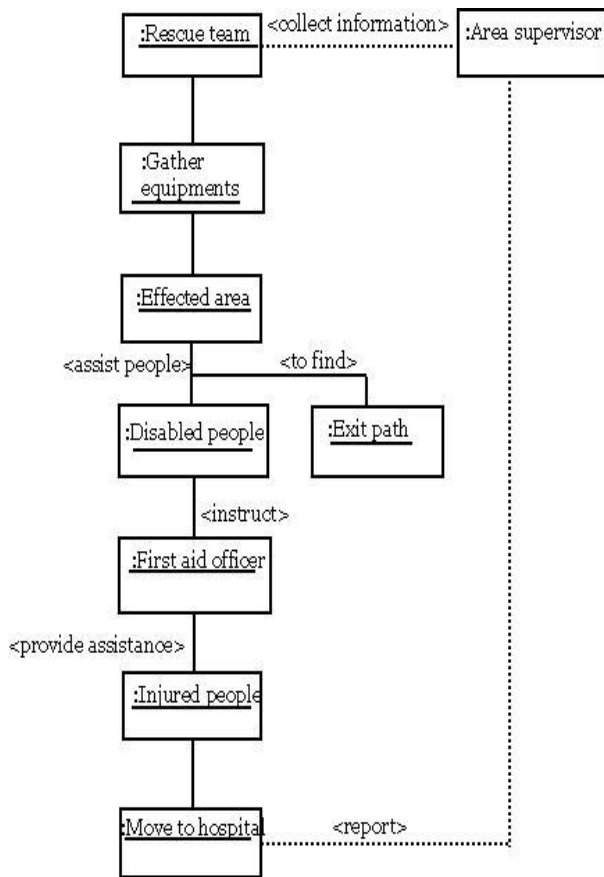 :Rescue team
<collect information>
:Area supervisor
:Gather
equipments
:Effected area
<assist people>
<to find>
:Disabled people
:Exit path
<instruct>
:First aid officer
<provide assistance>
:Injured people
:Move to hospital
<report>